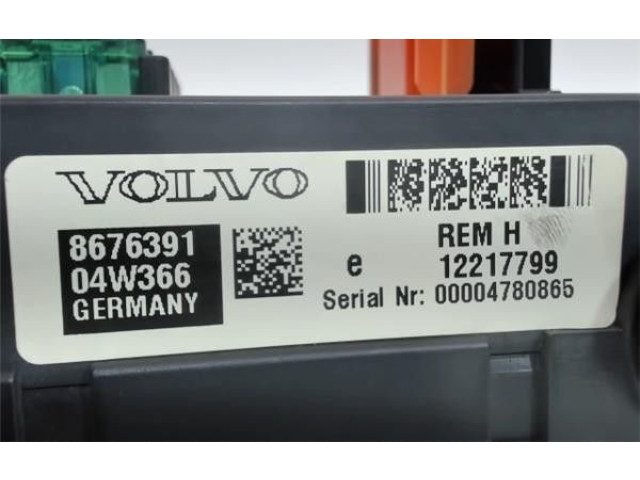 VOLVO
8676391
04W366
GERMANY
REM H
e 12217799
Serial Nr: 00004780865